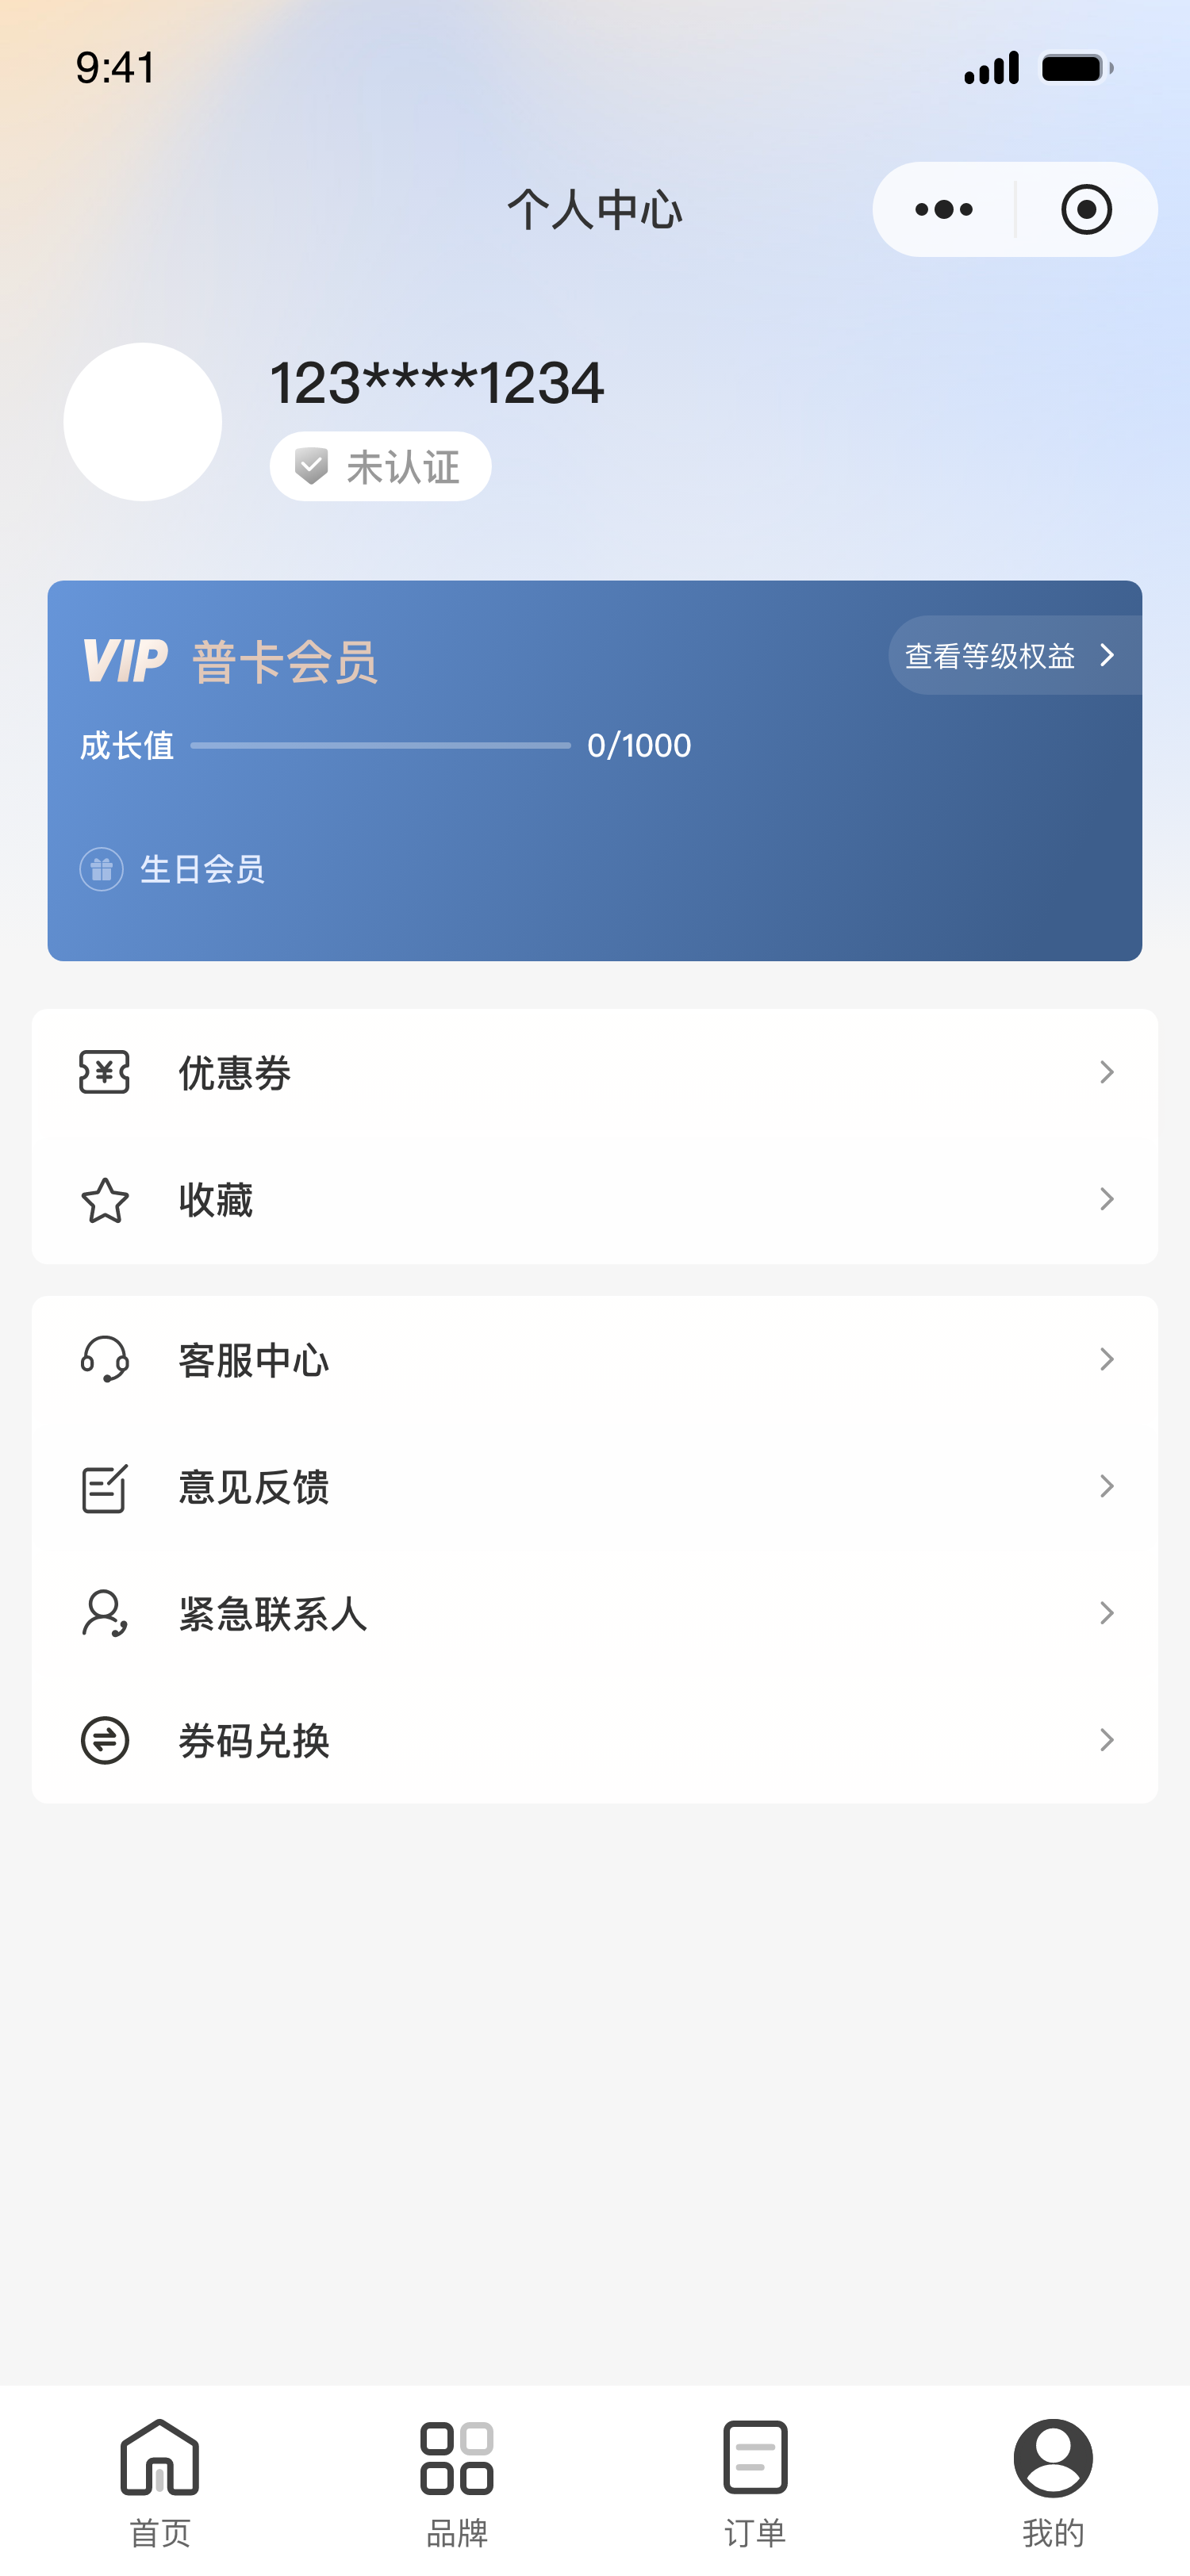 9:41
个人中心
123****1234
未认证
VIP 普卡会员
查看等级权益
成长值 0/1000
生日会员
优惠券
收藏
客服中心
意见反馈
紧急联系人
券码兑换
首页 品牌 订单 我的